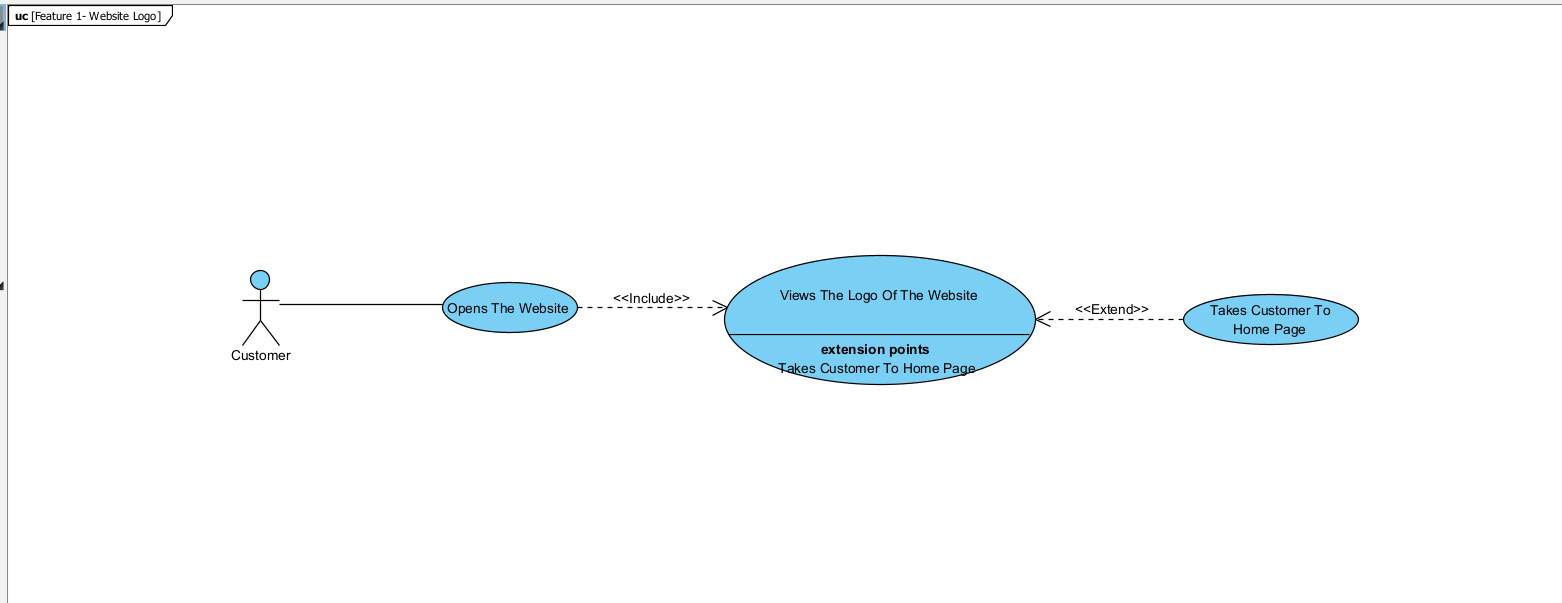 uc [Feature 1- Website Logo]
Customer
Opens The Website
<<Include>>
Views The Logo Of The Website
extension points
Takes Customer To Home Page
<<Extend>>
Takes Customer To
Home Page